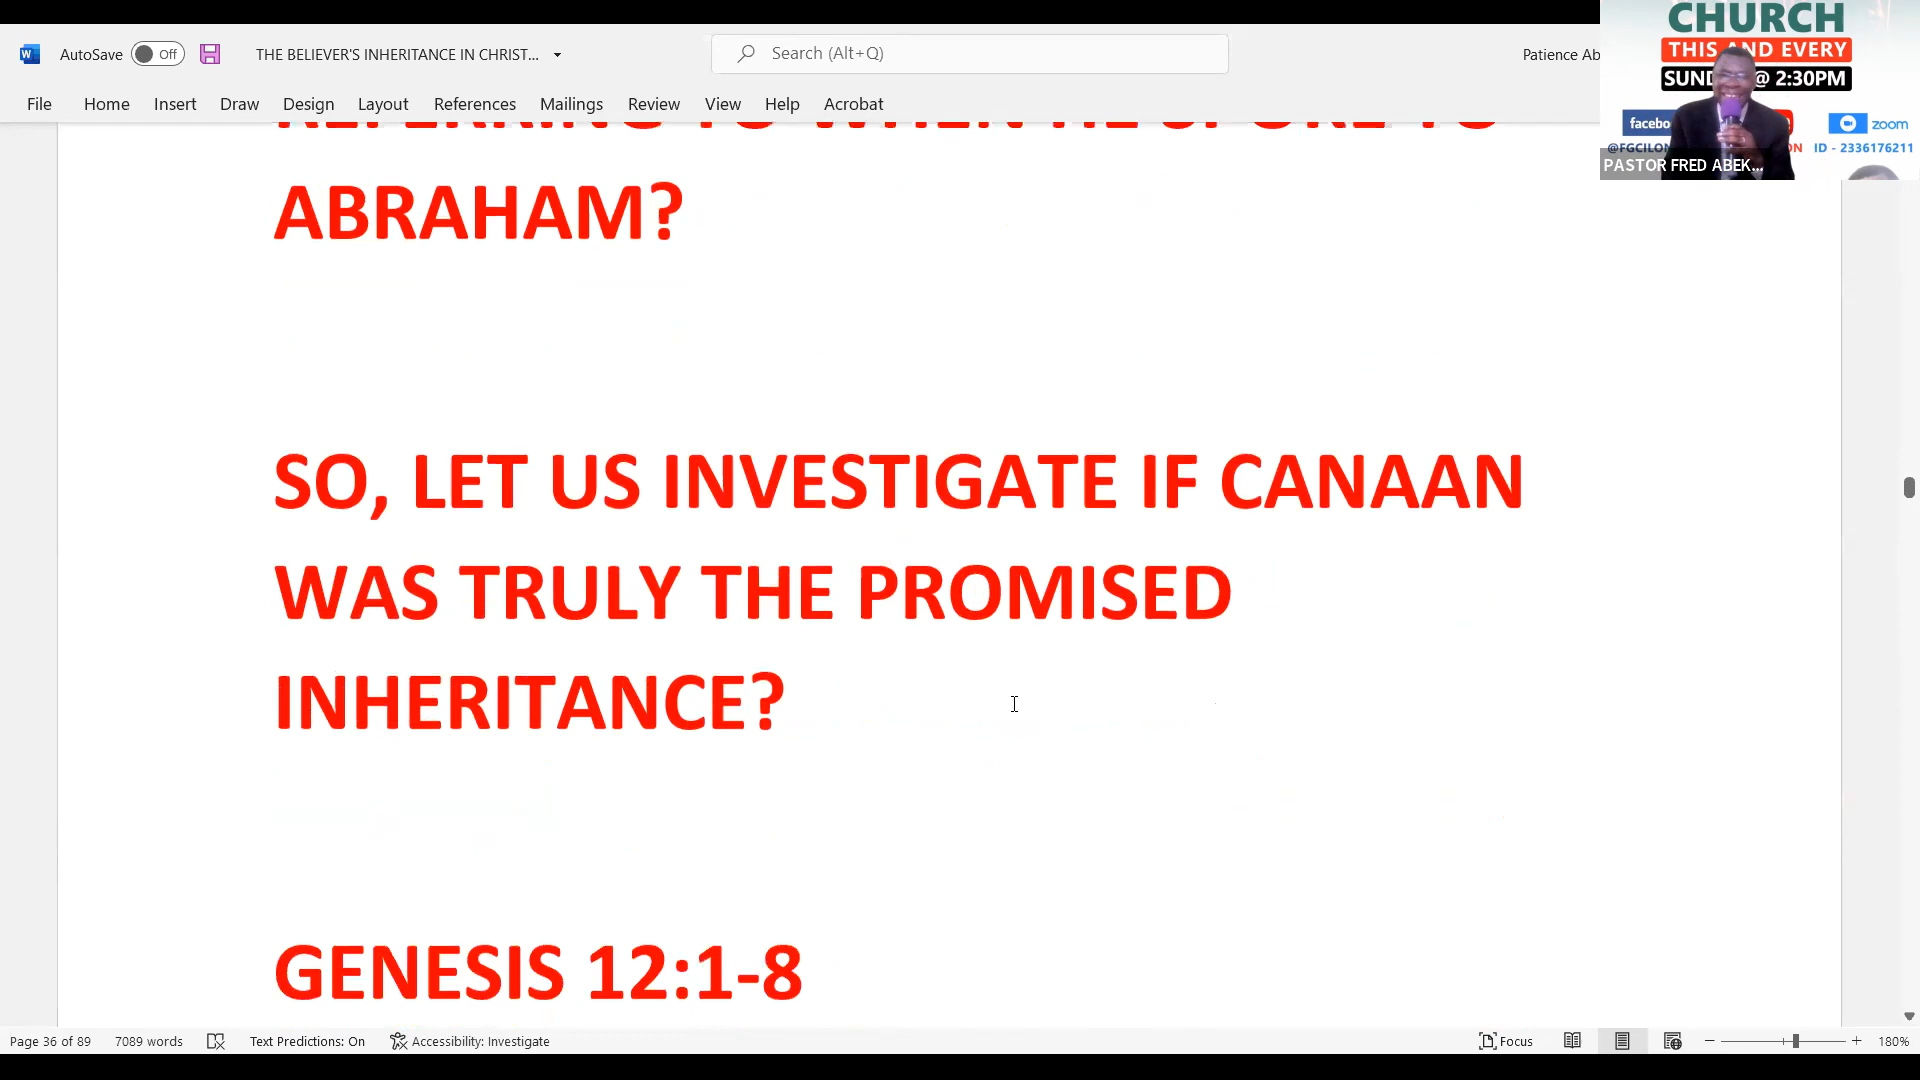 CHURCH
THIS AND EVERY
@ 2:30PM
zoom
ID - 2336176211
PASTOR FRED ABEK...
AutoSave Off THE BELIEVER'S INHERITANCE IN CHRIST... Search (Alt+Q) Patience Ab
File Home Insert Draw Design Layout References Mailings Review View Help Acrobat
ABRAHAM?
SO, LET US INVESTIGATE IF CANAAN
WAS TRULY THE PROMISED
INHERITANCE?
GENESIS 12:1-8
Page 36 of 89 7089 words Text Predictions: On Accessibility: Investigate Focus 180%